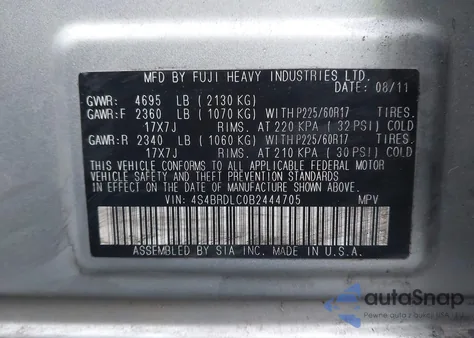 MFD BY FUJI HEAVY INDUSTRIES LTD.
DATE: 08/11
GVWR: 4695 LB (2130 KG)
GAWR:F 2360 LB (1070 KG) WITH P225/60R17 TIRES.
17X7J RIMS. AT 220 KPA (32 PSI) COLD
GAWR:R 2340 LB (1060 KG) WITH P225/60R17 TIRES.
17X7J RIMS. AT 210 KPA (30 PSI) COLD
THIS VEHICLE CONFORMS TO ALL APPLICABLE FEDERAL MOTOR
VEHICLE SAFETY AND THEFT PREVENTION STANDARDS
IN EFFECT ON THE DATE OF MANUFACTURE SHOWN ABOVE.
VIN: 4S4BRDLC0B2444705 MPV
ASSEMBLED BY SIA INC. MADE IN U.S.A.
autoSnap
Pewne auta z aukcji USA